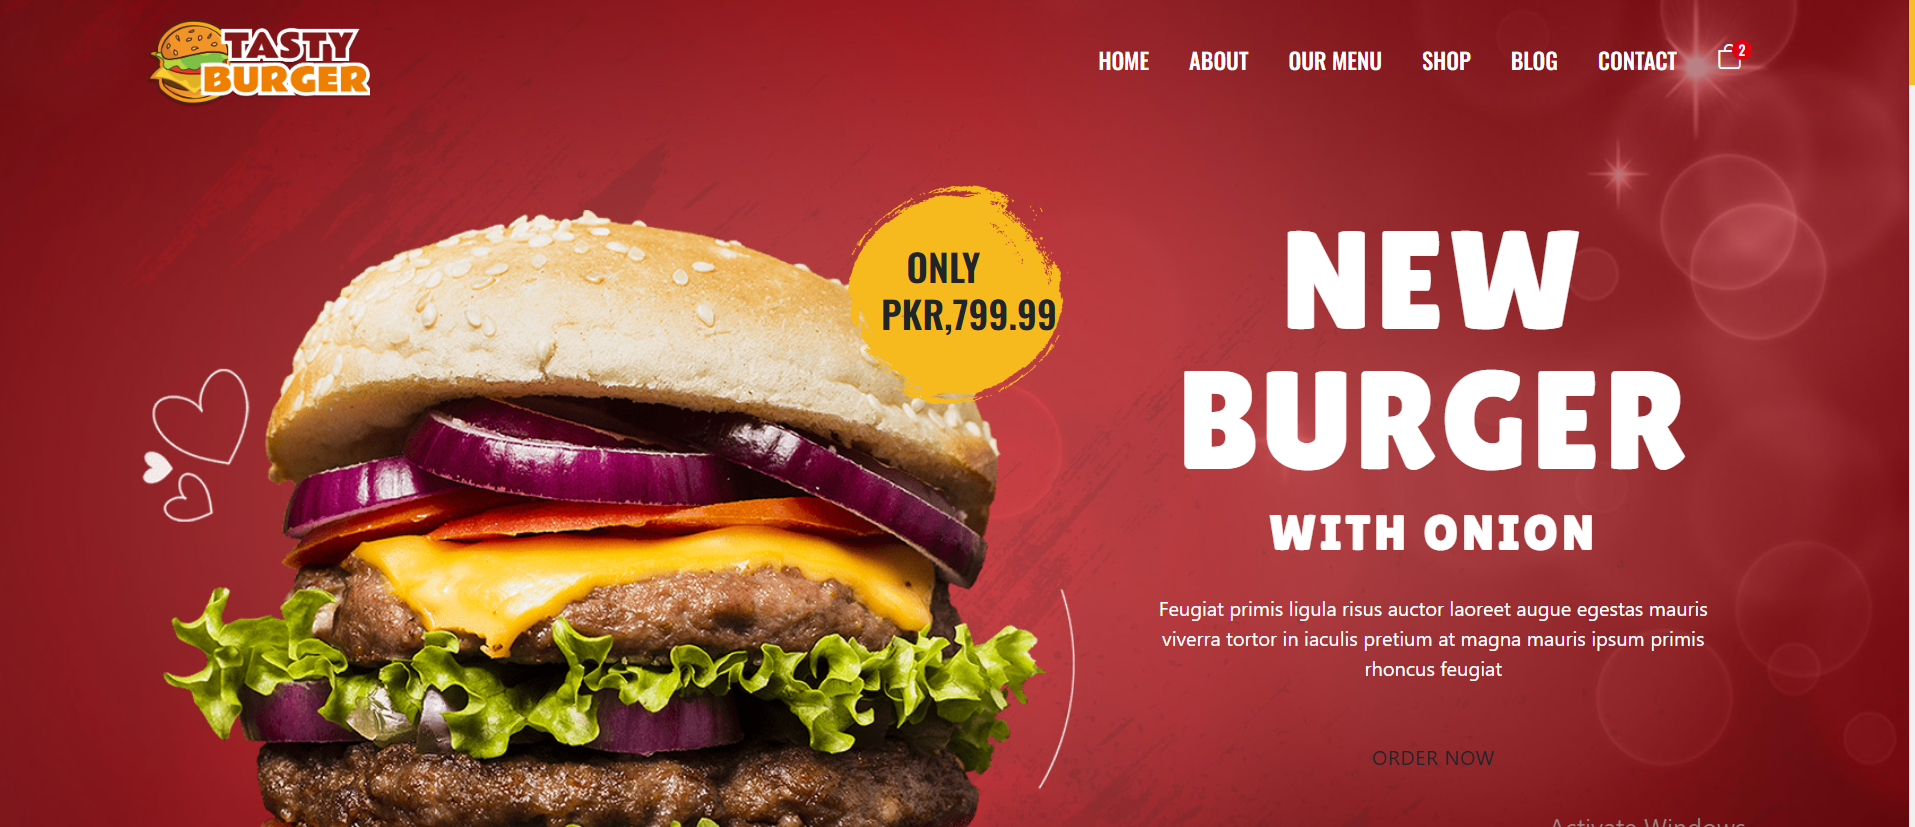 TASTY
BURGER
HOME ABOUT OUR MENU SHOP BLOG CONTACT 2
ONLY
PKR,799.99
NEW
BURGER
WITH ONION
Feugiat primis ligula risus auctor laoreet augue egestas mauris
viverra tortor in iaculis pretium at magna mauris ipsum primis
rhoncus feugiat
ORDER NOW
Activate Windows